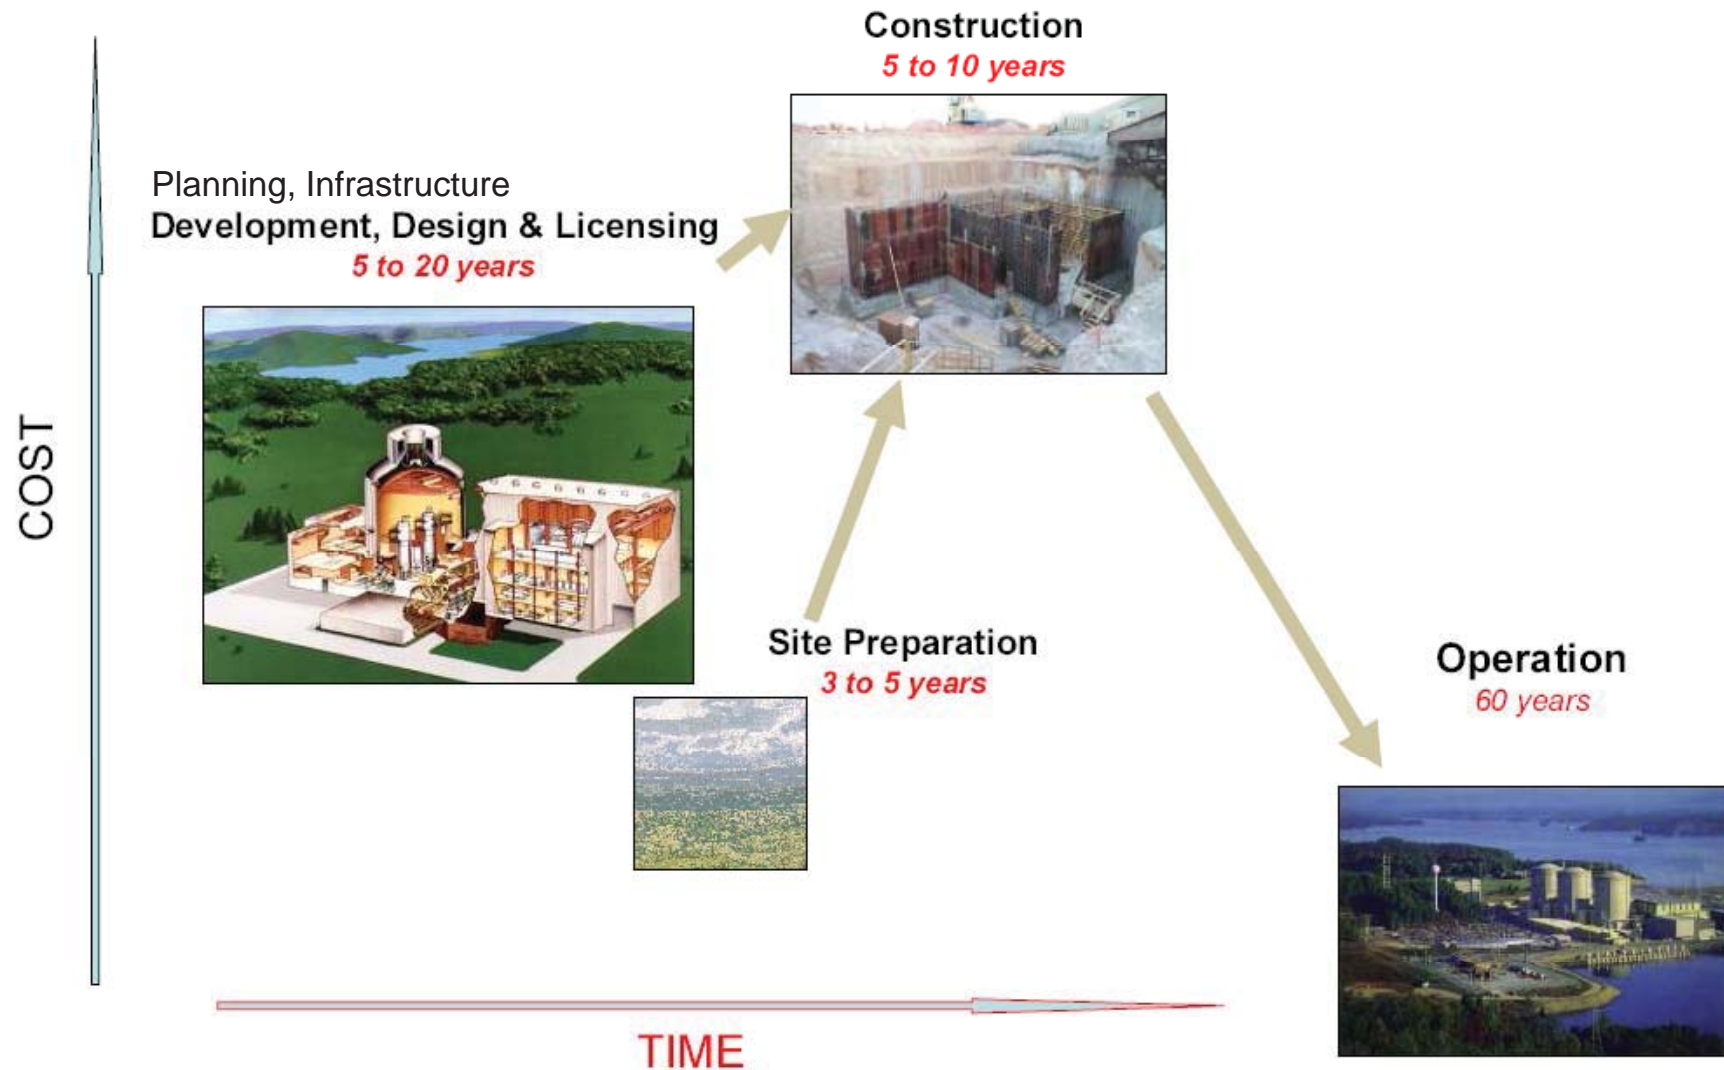 Construction
5 to 10 years
Planning, Infrastructure
Development, Design & Licensing
5 to 20 years
COST
Site Preparation
3 to 5 years
Operation
60 years
TIME